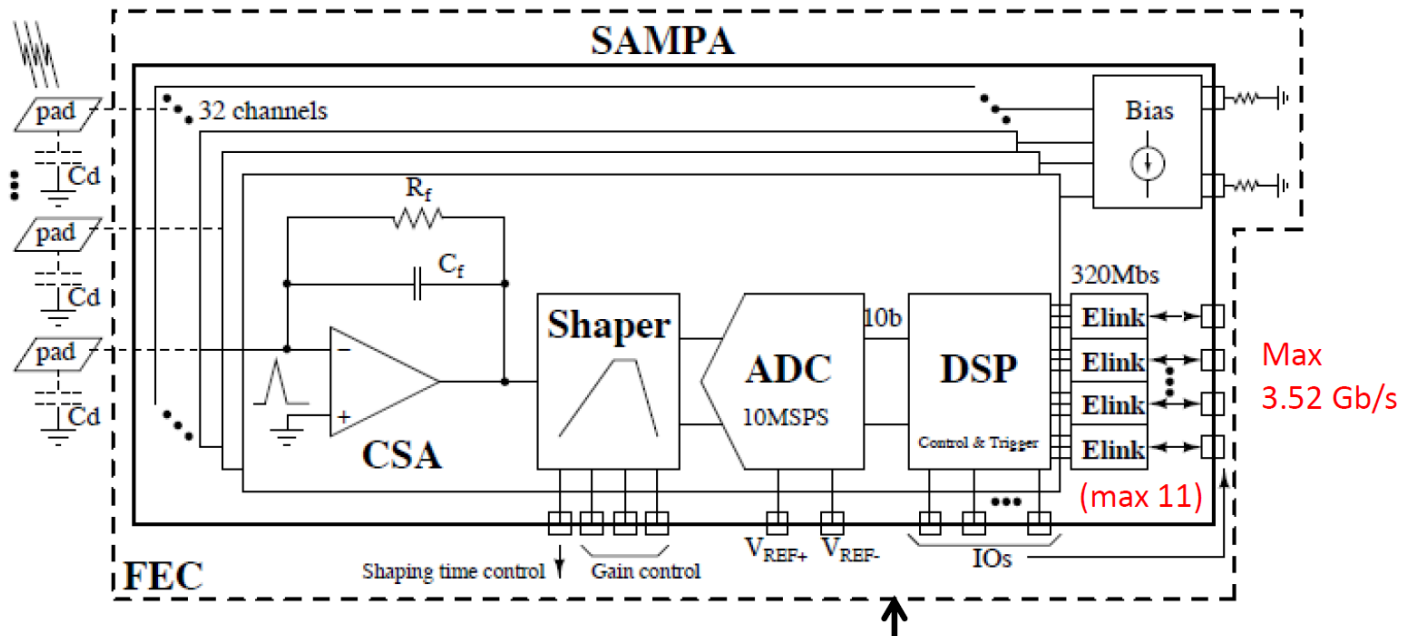 SAMPA
pad
32 channels
Bias
Cd
Rf
pad
Cf
Cd
320Mbs
Shaper
10b
Elink
pad
−
ADC
DSP
Elink
Max
3.52 Gb/s
10MSPS
Elink
Cd
+
Control & Trigger
Elink
CSA
(max 11)
VREF+
VREF-
IOs
Shaping time control
Gain control
FEC